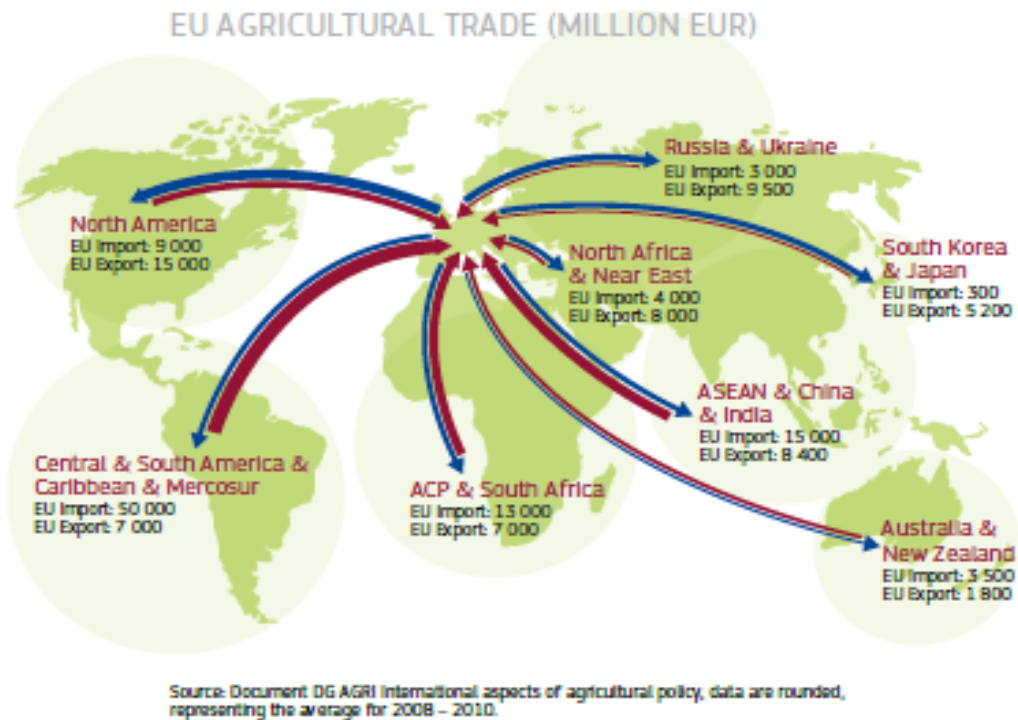 EU AGRICULTURAL TRADE (MILLION EUR)
Russia & Ukraine
EU Import: 3 000
EU Export: 9 500
North America
EU Import: 9 000
EU Export: 15 000
North Africa
& Near East
EU Import: 4 000
EU Export: 8 000
South Korea
& Japan
EU Import: 300
EU Export: 5 200
ASEAN & China
& India
EU Import: 15 000
EU Export: 8 400
Central & South America &
Caribbean & Mercosur
EU Import: 50 000
EU Export: 7 000
ACP & South Africa
EU Import: 13 000
EU Export: 7 000
Australia &
New Zealand
EU Import: 3 500
EU Export: 1 800
Source: Document DG AGRI International aspects of agricultural policy, data are rounded,
representing the average for 2008 – 2010.